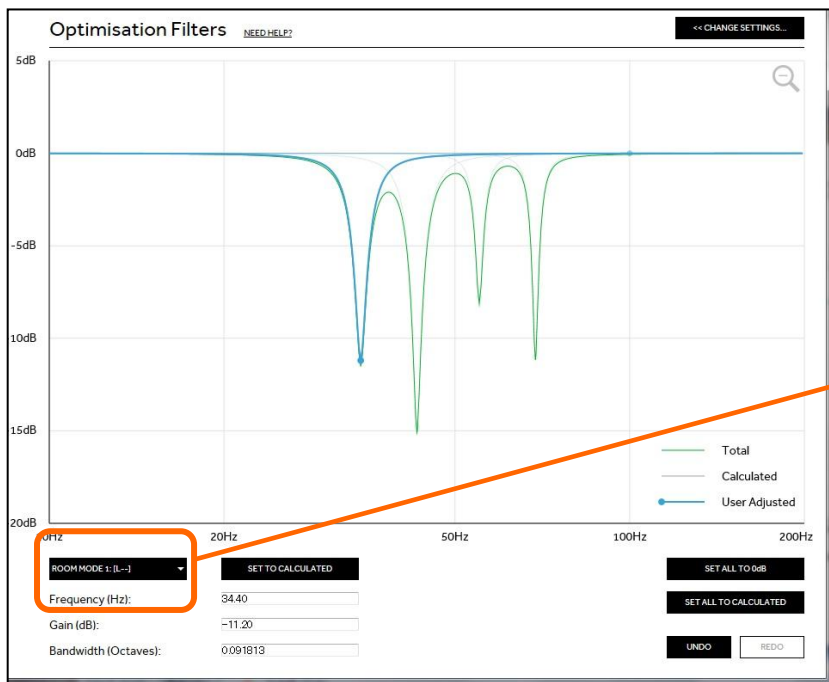 Optimisation Filters NEED HELP? << CHANGE SETTINGS...
5dB
0dB
-5dB
10dB
15dB
20dB
Total
Calculated
User Adjusted
0Hz 20Hz 50Hz 100Hz 200Hz
ROOM MODE 1: [L--] SET TO CALCULATED SET ALL TO 0dB
Frequency (Hz): 34.40 SET ALL TO CALCULATED
Gain (dB): -11.20
Bandwidth (Octaves): 0.091813 UNDO REDO